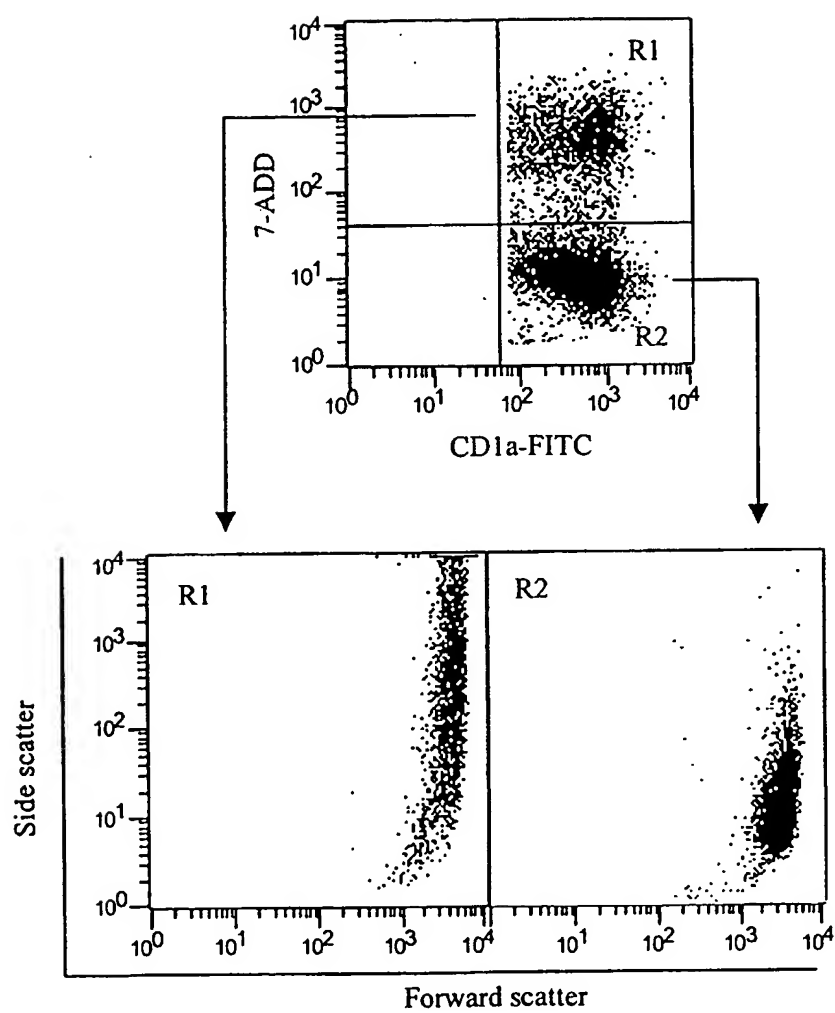 10⁴
R1
10³
7-ADD
10²
10¹
R2
10⁰
10⁰ 10¹ 10² 10³ 10⁴
CD1a-FITC
10⁴
R1
R2
10³
Side scatter
10²
10¹
10⁰
10⁰ 10¹ 10² 10³ 10⁴ 10¹ 10² 10³ 10⁴
Forward scatter